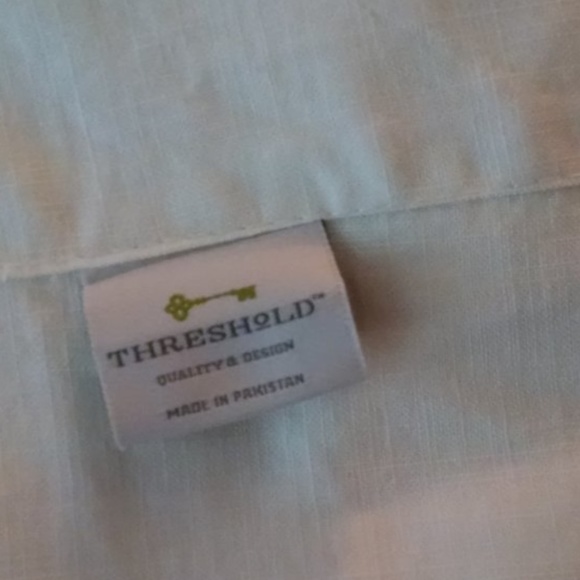 THRESHOLD™
QUALITY & DESIGN
MADE IN PAKISTAN